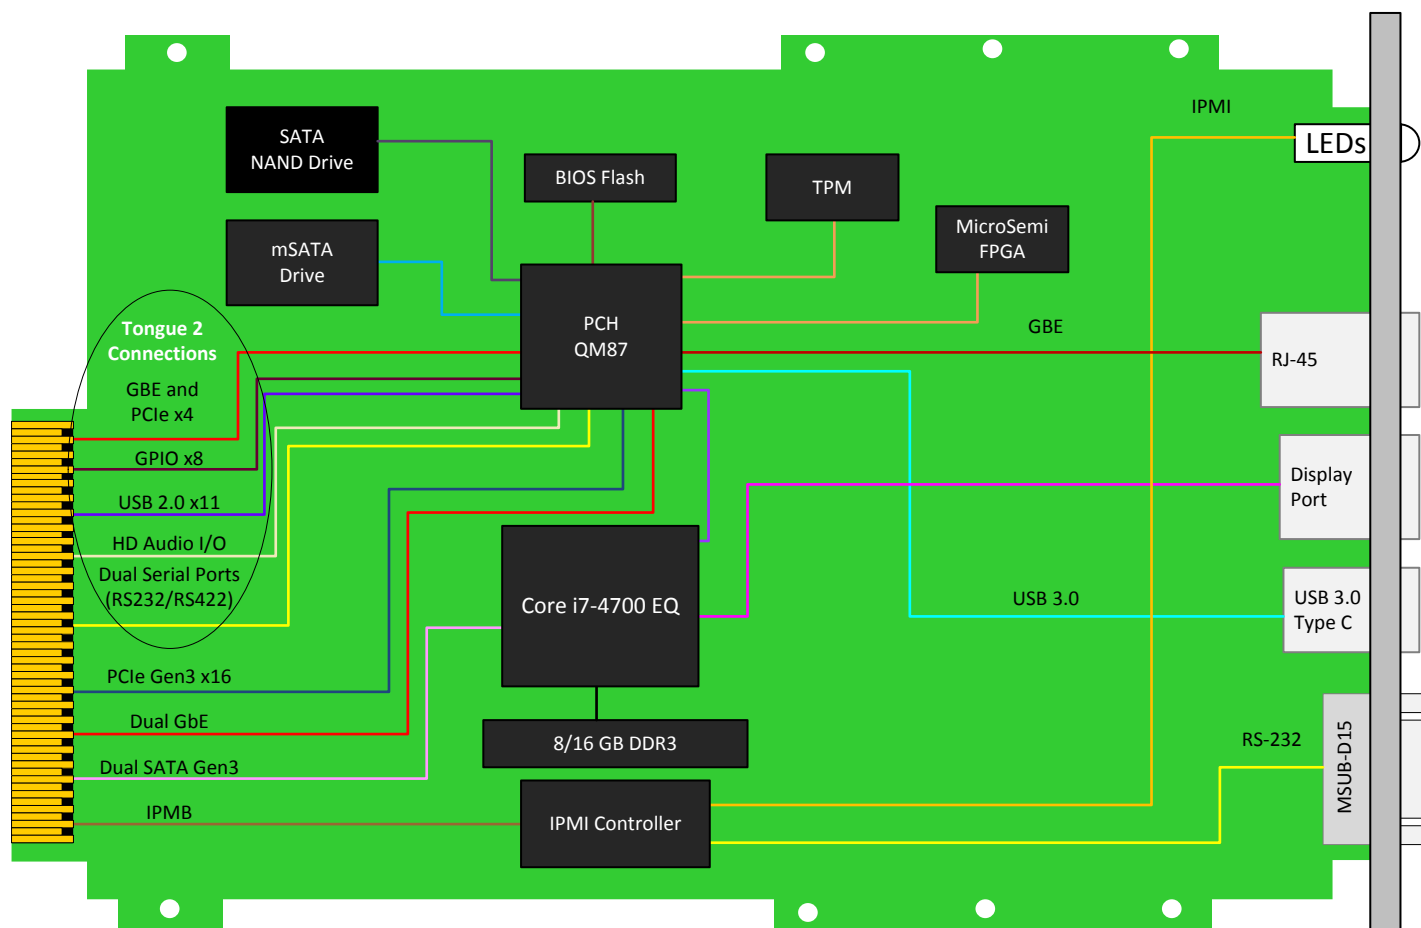 IPMI
LEDs
SATA
NAND Drive
BIOS Flash
TPM
MicroSemi
FPGA
mSATA
Drive
PCH
QM87
GBE
RJ-45
Tongue 2
Connections
GBE and
PCIe x4
GPIO x8
USB 2.0 x11
HD Audio I/O
Dual Serial Ports
(RS232/RS422)
Display
Port
Core i7-4700 EQ
USB 3.0
USB 3.0
Type C
PCIe Gen3 x16
Dual GbE
8/16 GB DDR3
RS-232
MSUB-D15
Dual SATA Gen3
IPMB
IPMI Controller